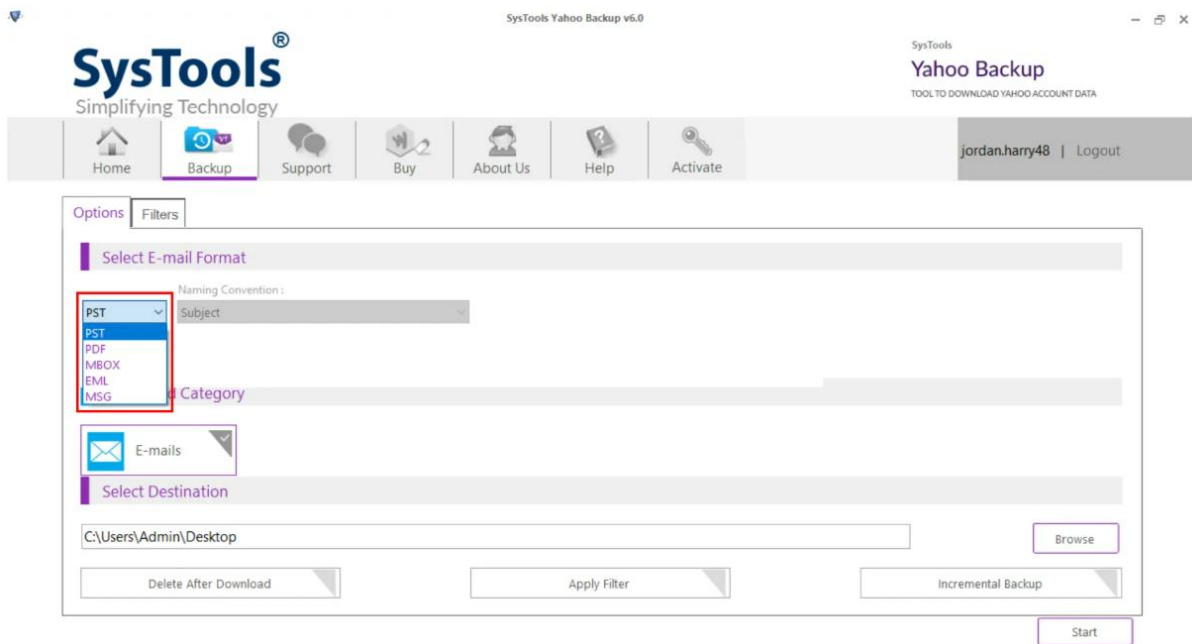 SysTools Yahoo Backup v6.0
SysTools®
Simplifying Technology
SysTools
Yahoo Backup
TOOL TO DOWNLOAD YAHOO ACCOUNT DATA
Home
Backup
Support
Buy
About Us
Help
Activate
jordan.harry48 | Logout
Options
Filters
Select E-mail Format
Naming Convention :
PST
Subject
PST
PDF
MBOX
EML
MSG
d Category
E-mails
Select Destination
C:\Users\Admin\Desktop
Browse
Delete After Download
Apply Filter
Incremental Backup
Start